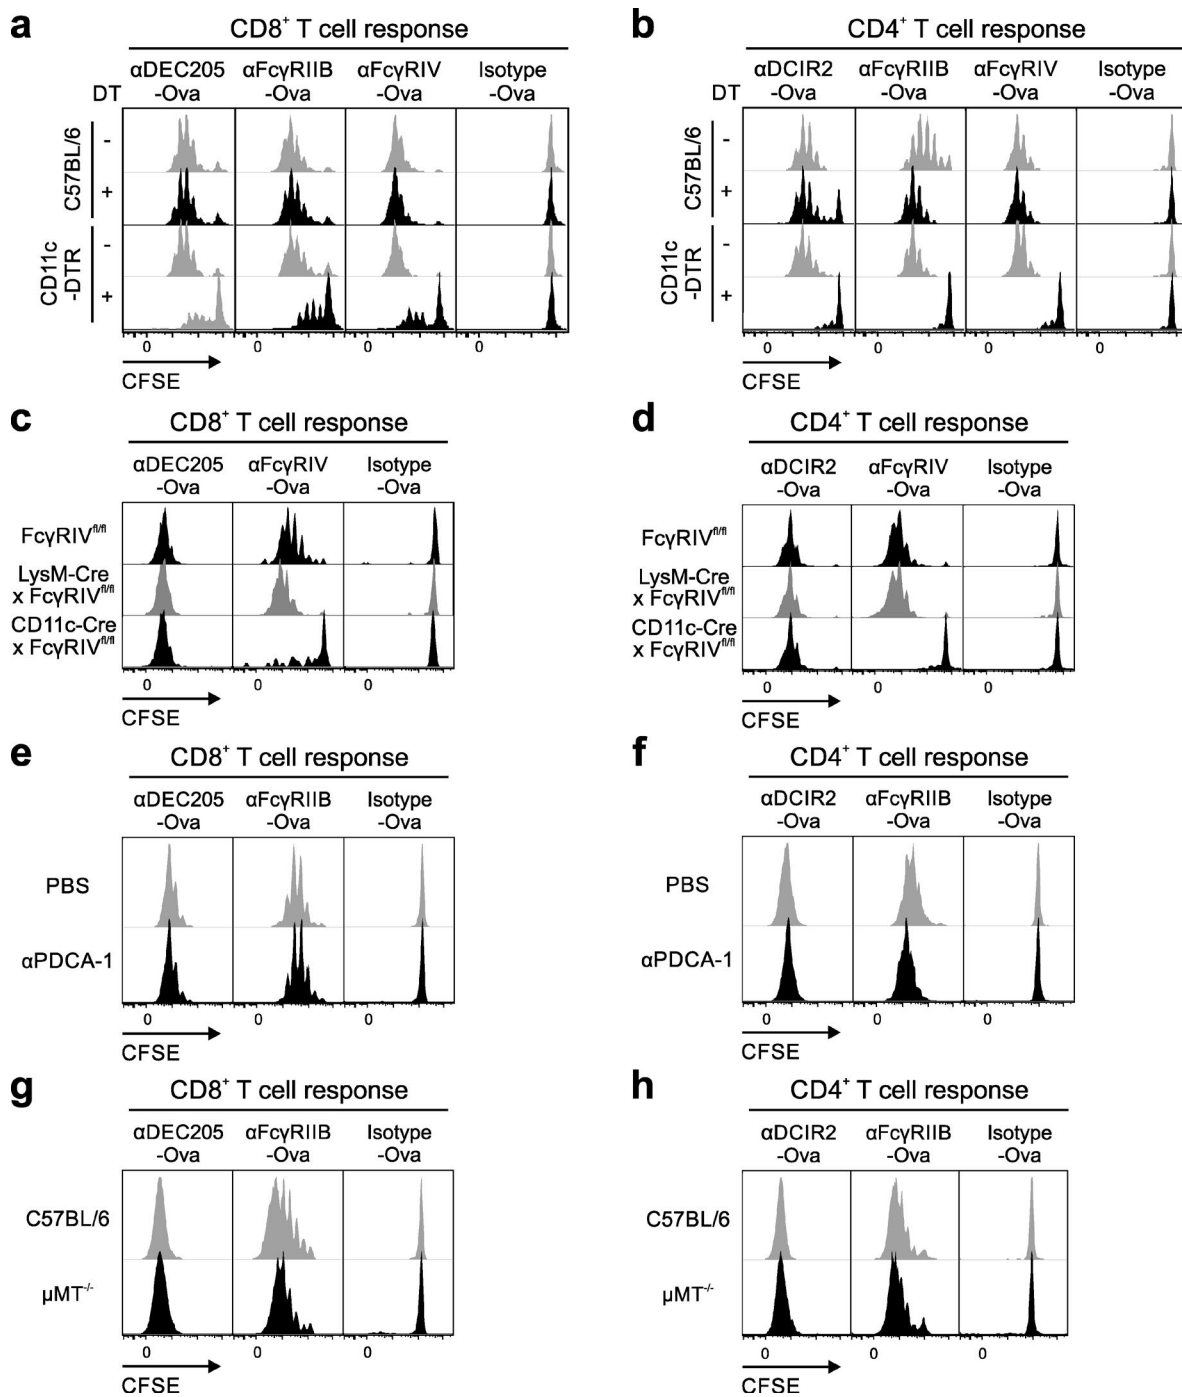 a
CD8⁺ T cell response
αDEC205 αFcγRIIB αFcγRIV Isotype
DT -Ova -Ova -Ova -Ova
C57BL/6
-
+
CD11c
-DTR
-
+
0 0 0
CFSE
b
CD4⁺ T cell response
αDCIR2 αFcγRIIB αFcγRIV Isotype
DT -Ova -Ova -Ova -Ova
C57BL/6
-
+
CD11c
-DTR
-
+
0 0 0
CFSE
c
CD8⁺ T cell response
αDEC205 αFcγRIV Isotype
-Ova -Ova -Ova
FcγRIV^fl/fl
LysM-Cre
x FcγRIV^fl/fl
CD11c-Cre
x FcγRIV^fl/fl
0 0
CFSE
d
CD4⁺ T cell response
αDCIR2 αFcγRIV Isotype
-Ova -Ova -Ova
FcγRIV^fl/fl
LysM-Cre
x FcγRIV^fl/fl
CD11c-Cre
x FcγRIV^fl/fl
0 0 0
CFSE
e
CD8⁺ T cell response
αDEC205 αFcγRIIB Isotype
-Ova -Ova -Ova
PBS
αPDCA-1
0 0 0
CFSE
f
CD4⁺ T cell response
αDCIR2 αFcγRIIB Isotype
-Ova -Ova -Ova
PBS
αPDCA-1
0 0 0
CFSE
g
CD8⁺ T cell response
αDEC205 αFcγRIIB Isotype
-Ova -Ova -Ova
C57BL/6
μMT⁻/⁻
0 0 0
CFSE
h
CD4⁺ T cell response
αDCIR2 αFcγRIIB Isotype
-Ova -Ova -Ova
C57BL/6
μMT⁻/⁻
0 0 0
CFSE